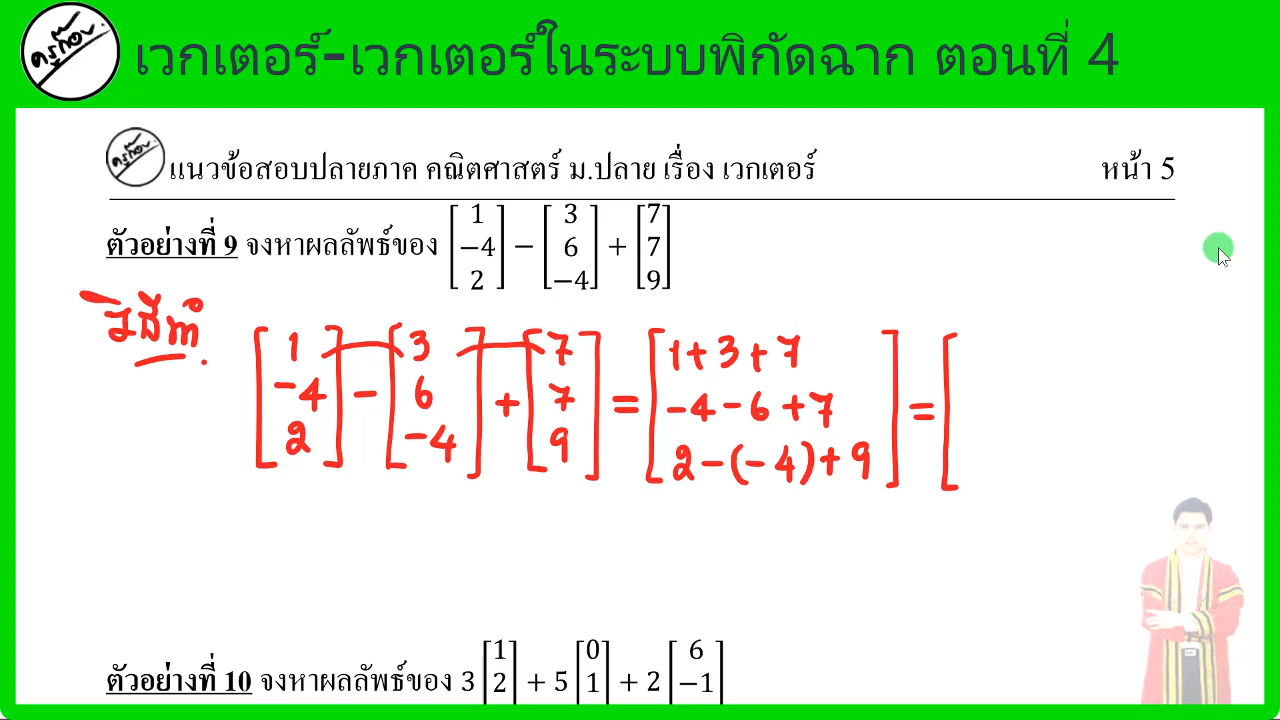 ครูก๊อบ.
เวกเตอร์-เวกเตอร์ในระบบพิกัดฉาก ตอนที่ 4
ครูก๊อบ. แนวข้อสอบปลายภาค คณิตศาสตร์ ม.ปลาย เรื่อง เวกเตอร์ หน้า 5
ตัวอย่างที่ 9 จงหาผลลัพธ์ของ [1 −4 2] − [3 6 −4] + [7 7 9]
วิธีทำ
[1 -4 2] - [3 6 -4] + [7 7 9] = [1+3+7 -4-6+7 2-(-4)+9] = [
ตัวอย่างที่ 10 จงหาผลลัพธ์ของ 3 [1 2] + 5 [0 1] + 2 [6 −1]